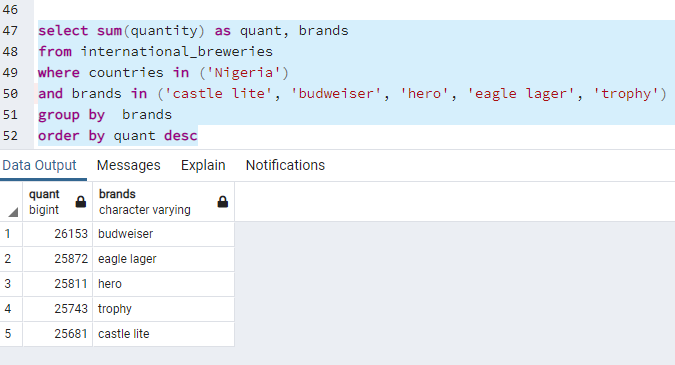 46
47 select sum(quantity) as quant, brands
48 from international_breweries
49 where countries in ('Nigeria')
50 and brands in ('castle lite', 'budweiser', 'hero', 'eagle lager', 'trophy')
51 group by  brands
52 order by quant desc
Data Output Messages Explain Notifications
quant brands
bigint character varying
1 26153 budweiser
2 25872 eagle lager
3 25811 hero
4 25743 trophy
5 25681 castle lite